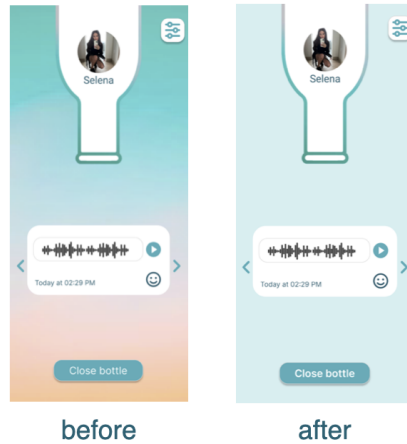 Selena
Today at 02:29 PM
Close bottle
before
Selena
Today at 02:29 PM
Close bottle
after